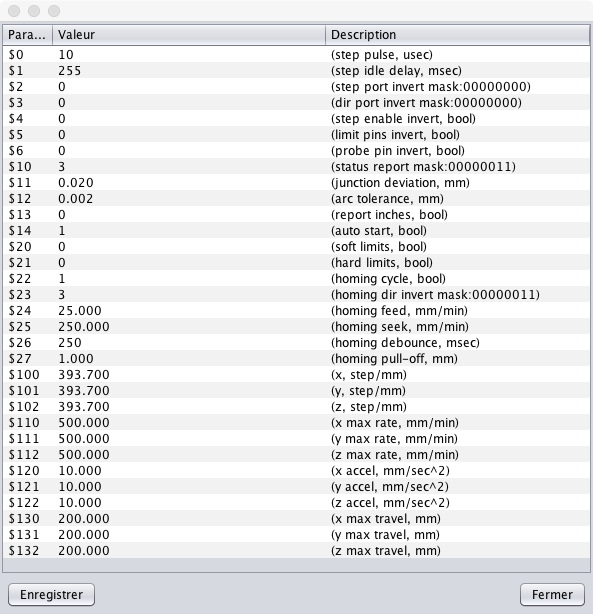 Para... Valeur Description
$0 10 (step pulse, usec)
$1 255 (step idle delay, msec)
$2 0 (step port invert mask:00000000)
$3 0 (dir port invert mask:00000000)
$4 0 (step enable invert, bool)
$5 0 (limit pins invert, bool)
$6 0 (probe pin invert, bool)
$10 3 (status report mask:00000011)
$11 0.020 (junction deviation, mm)
$12 0.002 (arc tolerance, mm)
$13 0 (report inches, bool)
$14 1 (auto start, bool)
$20 0 (soft limits, bool)
$21 0 (hard limits, bool)
$22 1 (homing cycle, bool)
$23 3 (homing dir invert mask:00000011)
$24 25.000 (homing feed, mm/min)
$25 250.000 (homing seek, mm/min)
$26 250 (homing debounce, msec)
$27 1.000 (homing pull-off, mm)
$100 393.700 (x, step/mm)
$101 393.700 (y, step/mm)
$102 393.700 (z, step/mm)
$110 500.000 (x max rate, mm/min)
$111 500.000 (y max rate, mm/min)
$112 500.000 (z max rate, mm/min)
$120 10.000 (x accel, mm/sec^2)
$121 10.000 (y accel, mm/sec^2)
$122 10.000 (z accel, mm/sec^2)
$130 200.000 (x max travel, mm)
$131 200.000 (y max travel, mm)
$132 200.000 (z max travel, mm)
Enregistrer Fermer